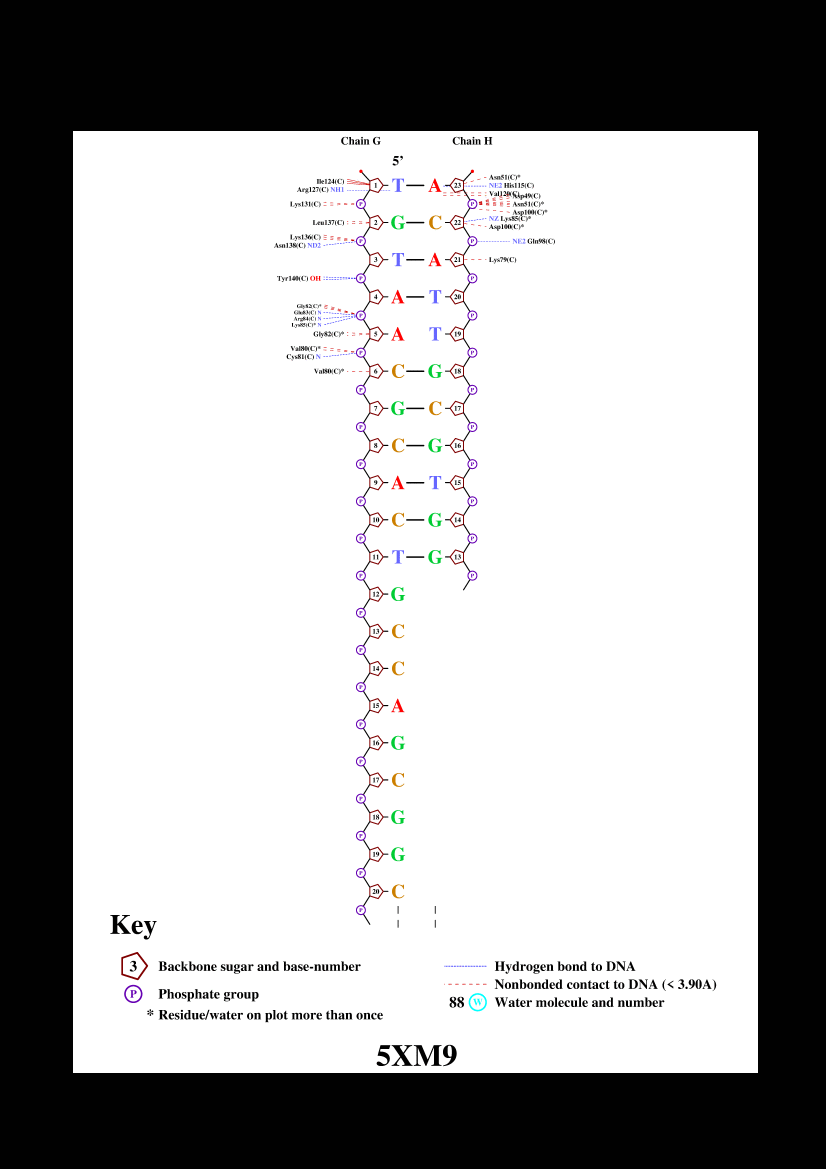 Chain G Chain H
5’
Asn51(C)*
Ile124(C) 1 T A 23 NE2 His115(C)
Arg127(C) NH1 Val120(C)
Asp49(C)
Lys131(C) P P Asn51(C)*
Asp100(C)*
NZ Lys85(C)*
Leu137(C) 2 G C 22 Asp100(C)*
Lys136(C) P P NE2 Gln98(C)
Asn138(C) ND2
3 T A 21 Lys79(C)
Tyr140(C) OH P P
4 A T 20
Gly82(C)*
Glu83(C) N P P
Arg84(C) N
Lys85(C)* N
Gly82(C)* 5 A T 19
Val80(C)* P P
Cys81(C) N
Val80(C)* 6 C G 18
P P
7 G C 17
P P
8 C G 16
P P
9 A T 15
P P
10 C G 14
P P
11 T G 13
P P
12 G
P
13 C
P
14 C
P
15 A
P
16 G
P
17 C
P
18 G
P
19 G
P
20 C
P
Key
3 Backbone sugar and base-number
P Phosphate group
* Residue/water on plot more than once
Hydrogen bond to DNA
Nonbonded contact to DNA (< 3.90A)
88 W Water molecule and number
5XM9